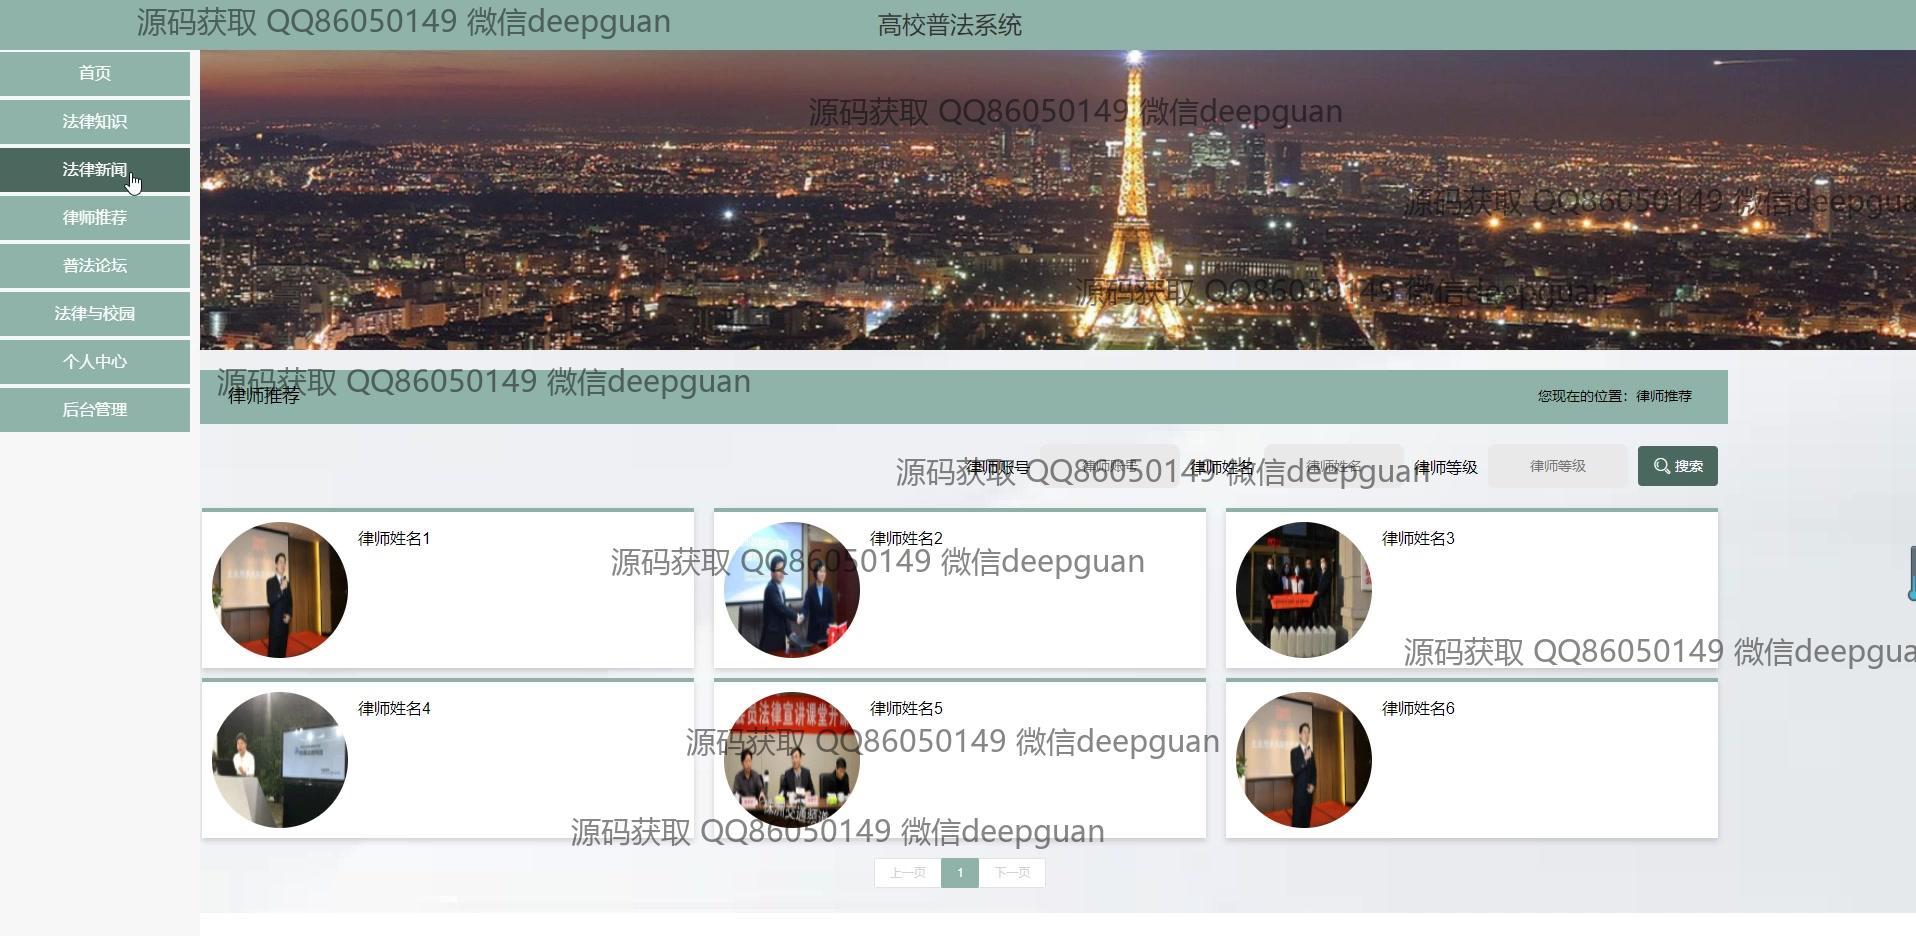 源码获取 QQ86050149 微信deepguan
高校普法系统
首页
法律知识
法律新闻
律师推荐
普法论坛
法律与校园
个人中心
后台管理
源码获取 QQ86050149 微信deepguan
源码获取 QQ86050149 微信deepgua
源码获取 QQ86050149 微信deepguan
源码获取 QQ86050149 微信deepguan
律师推荐
您现在的位置：律师推荐
律师账号 律师账号 律师姓名 律师姓名 律师等级 律师等级 搜索
源码获取 QQ86050149 微信deepguan
律师姓名1
律师姓名2
律师姓名3
源码获取 QQ86050149 微信deepguan
源码获取 QQ86050149 微信deepgua
律师姓名4
律师姓名5
律师姓名6
法律宣讲课堂开
源码获取 QQ86050149 微信deepguan
源码获取 QQ86050149 微信deepguan
上一页 1 下一页